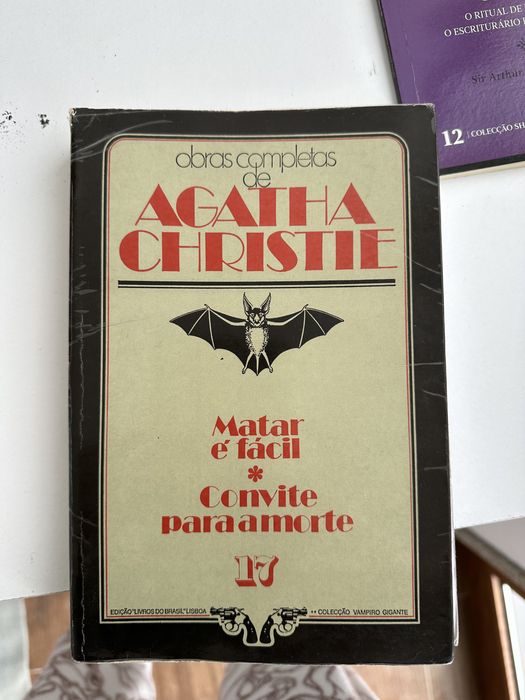 O RITUAL DE
O ESCRITURÁRIO
Sir Arthur
12 | COLECÇÃO
obras completas
de
AGATHA
CHRISTIE
Matar
é fácil
*
Convite
para a morte
17
EDIÇÃO "LIVROS DO BRASIL" LISBOA
** COLECÇÃO VAMPIRO GIGANTE